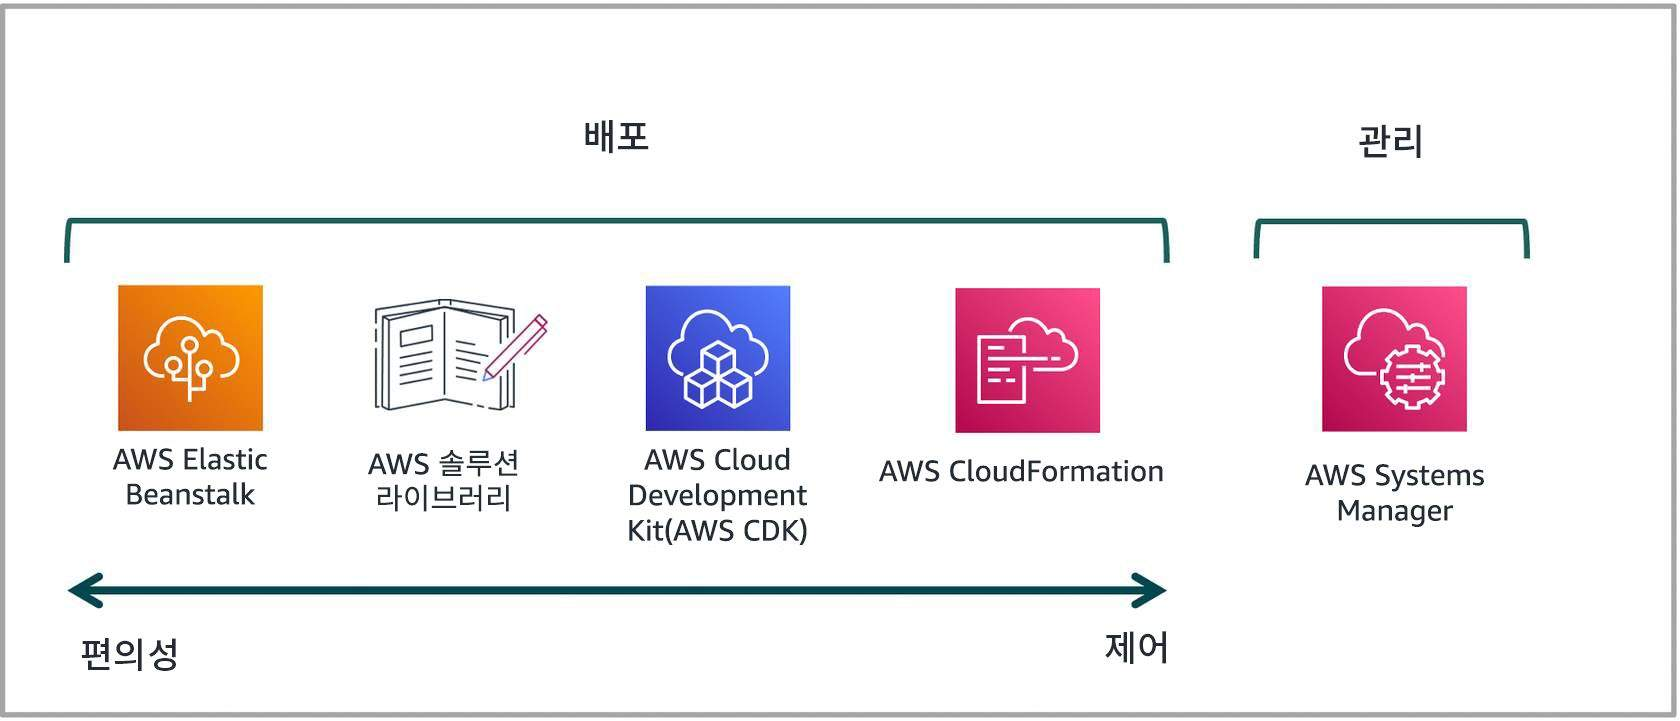 배포
관리
AWS Elastic
Beanstalk
AWS 솔루션
라이브러리
AWS Cloud
Development
Kit(AWS CDK)
AWS CloudFormation
AWS Systems
Manager
편의성
제어